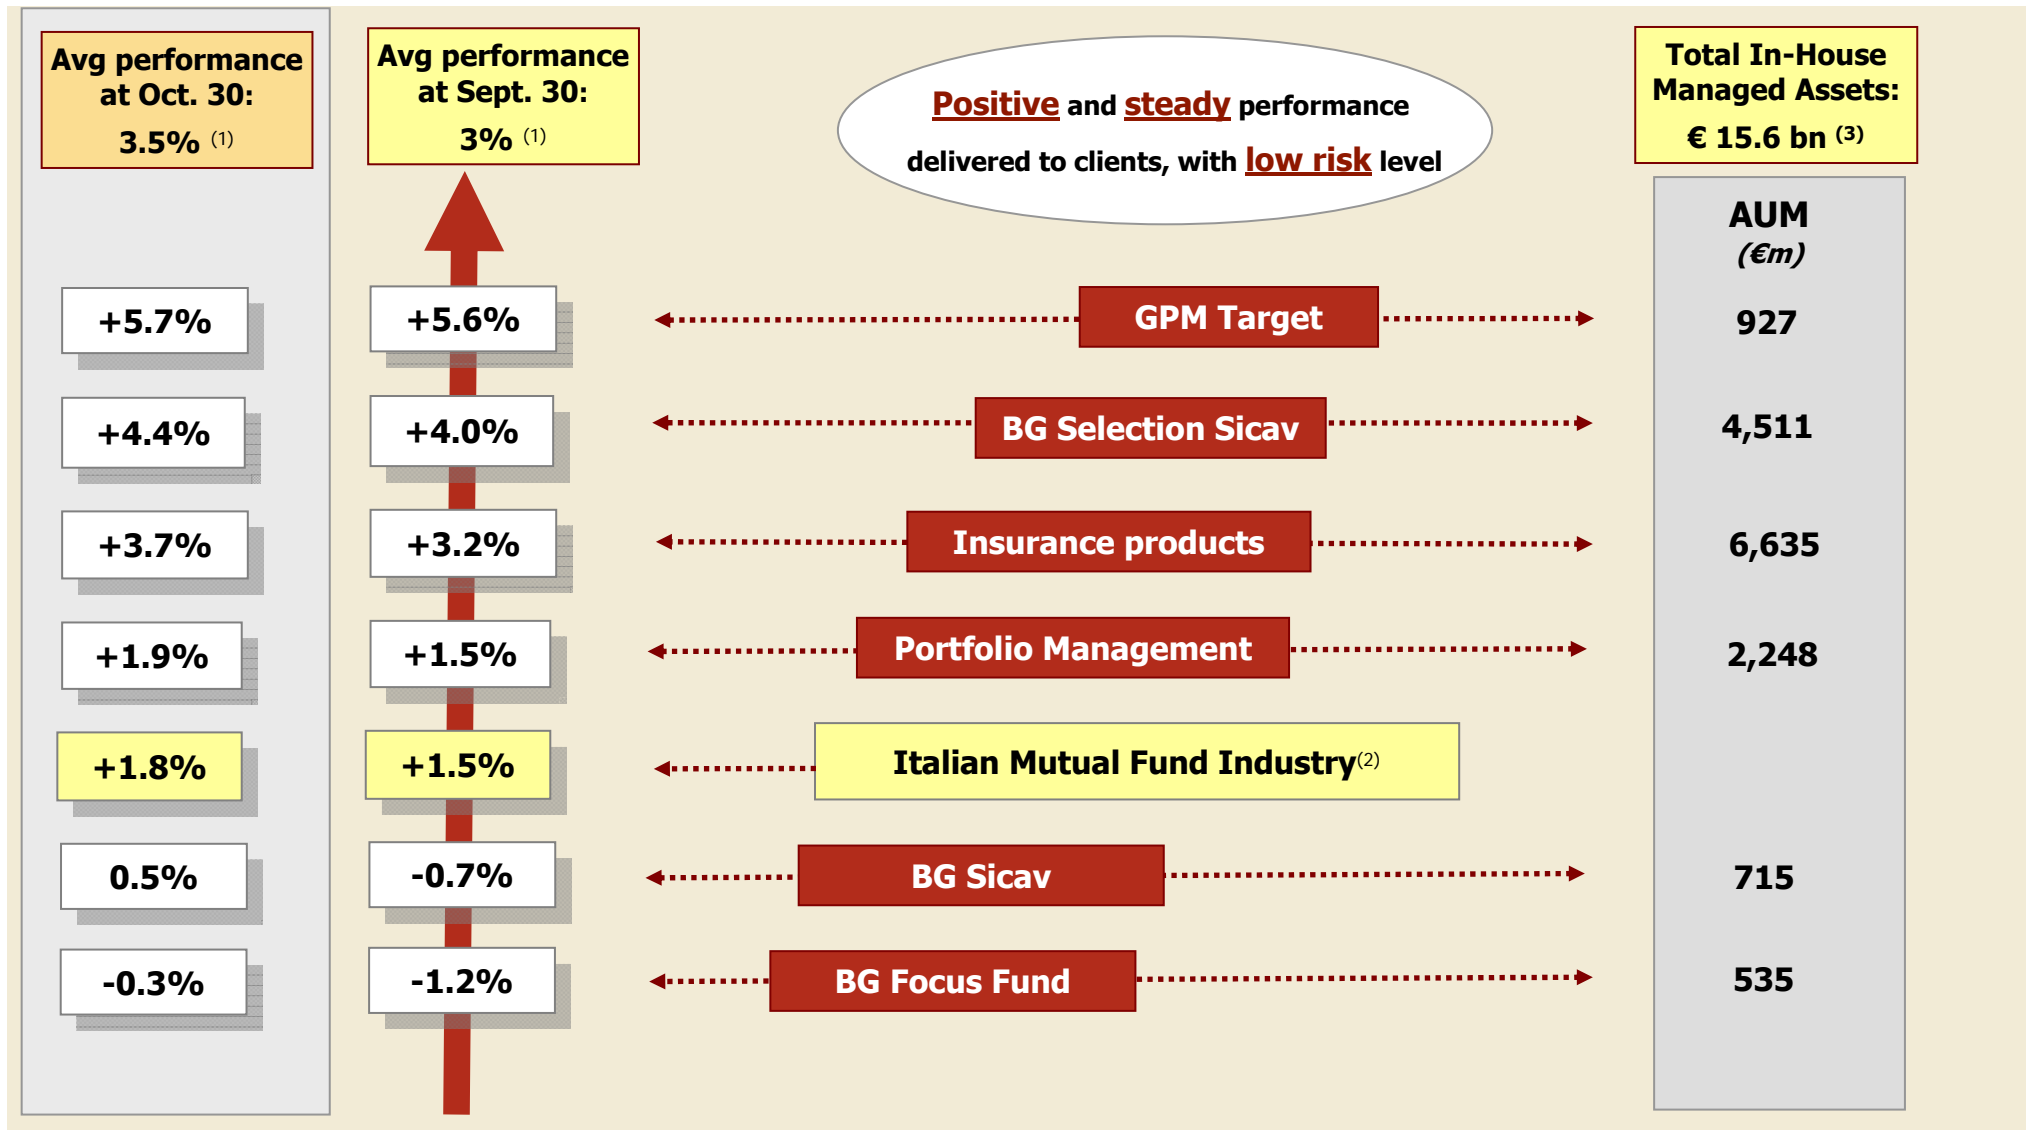 Avg performance
at Oct. 30:
3.5% (1)
Avg performance
at Sept. 30:
3% (1)
Positive and steady performance
delivered to clients, with low risk level
Total In-House
Managed Assets:
€ 15.6 bn (3)
AUM
(€m)
+5.7%
+5.6%
GPM Target
927
+4.4%
+4.0%
BG Selection Sicav
4,511
+3.7%
+3.2%
Insurance products
6,635
+1.9%
+1.5%
Portfolio Management
2,248
+1.8%
+1.5%
Italian Mutual Fund Industry(2)
0.5%
-0.7%
BG Sicav
715
-0.3%
-1.2%
BG Focus Fund
535